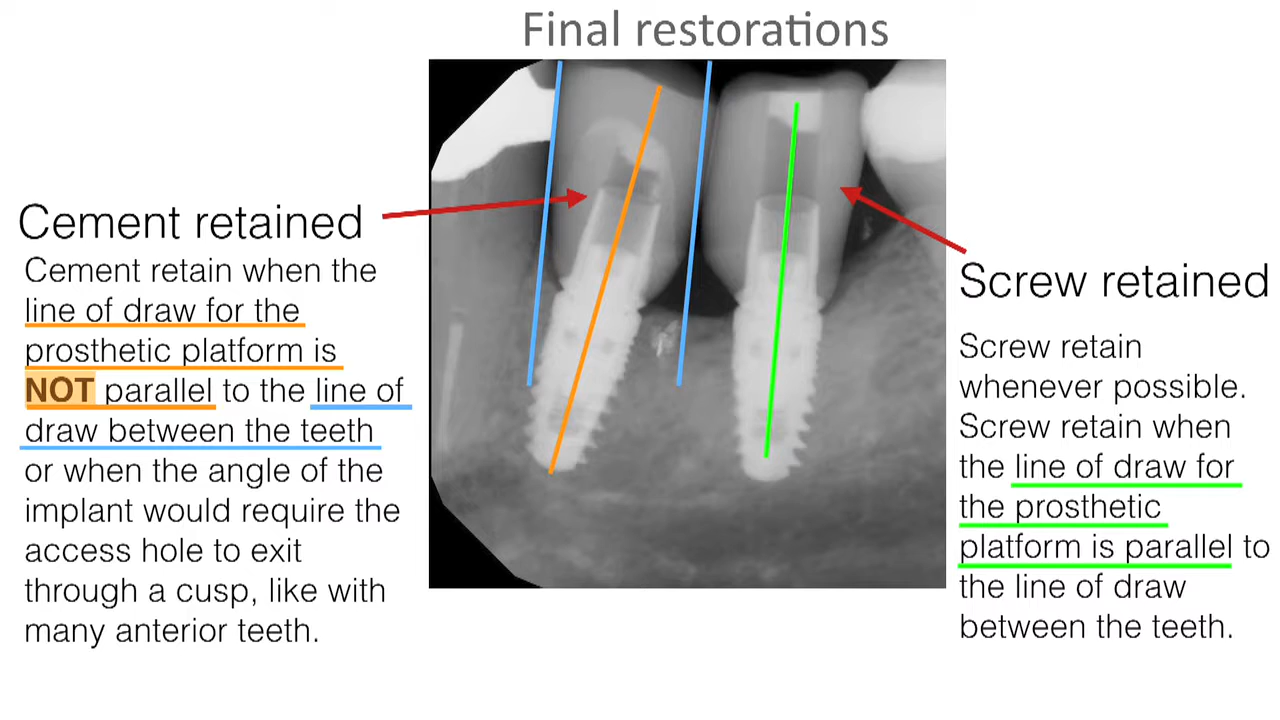 Final restorations
Cement retained
Cement retain when the
line of draw for the
prosthetic platform is
NOT parallel to the line of
draw between the teeth
or when the angle of the
implant would require the
access hole to exit
through a cusp, like with
many anterior teeth.
Screw retained
Screw retain
whenever possible.
Screw retain when
the line of draw for
the prosthetic
platform is parallel to
the line of draw
between the teeth.